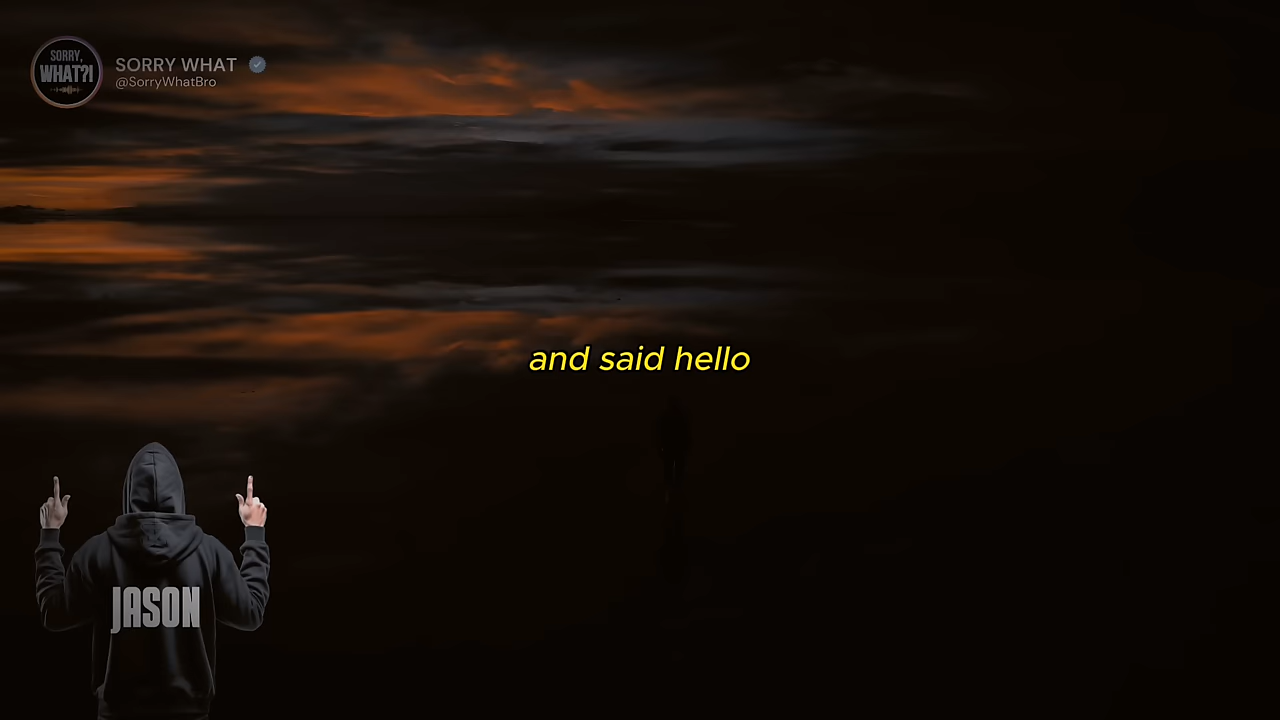 SORRY,
WHAT?!
SORRY WHAT
@SorryWhatBro
and said hello
JASON